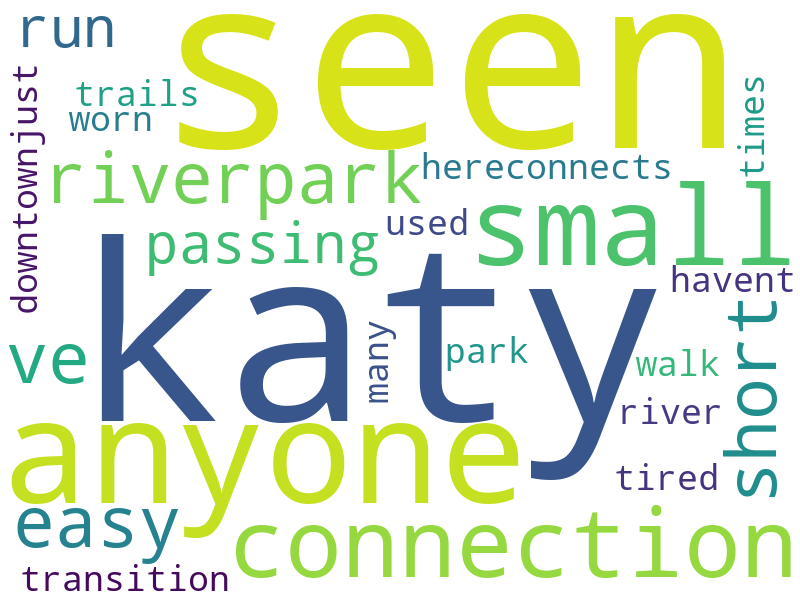 run
seen
trails
worn
downtownjust
times
riverpark
hereconnects
small
passing
used
katy
havent
ve
many
park
walk
short
river
anyone
tired
easy
connection
transition